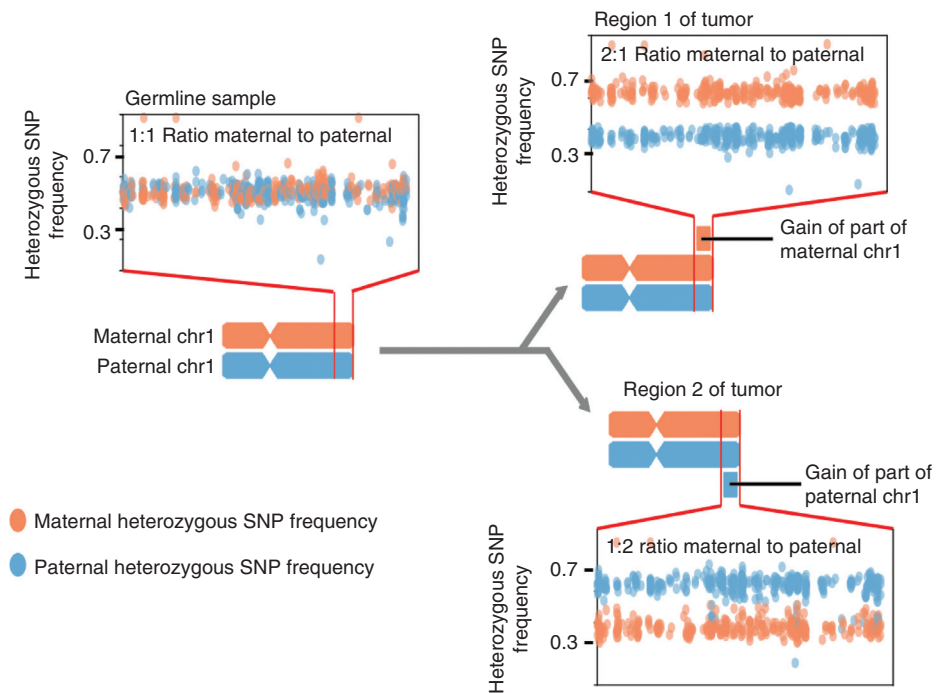 Germline sample
1:1 Ratio maternal to paternal
Heterozygous SNP
frequency
0.7
0.3
Maternal chr1
Paternal chr1
Region 1 of tumor
2:1 Ratio maternal to paternal
Heterozygous SNP
frequency
0.7
0.3
Gain of part of
maternal chr1
Region 2 of tumor
Gain of part of
paternal chr1
1:2 ratio maternal to paternal
Heterozygous SNP
frequency
0.7
0.3
Maternal heterozygous SNP frequency
Paternal heterozygous SNP frequency